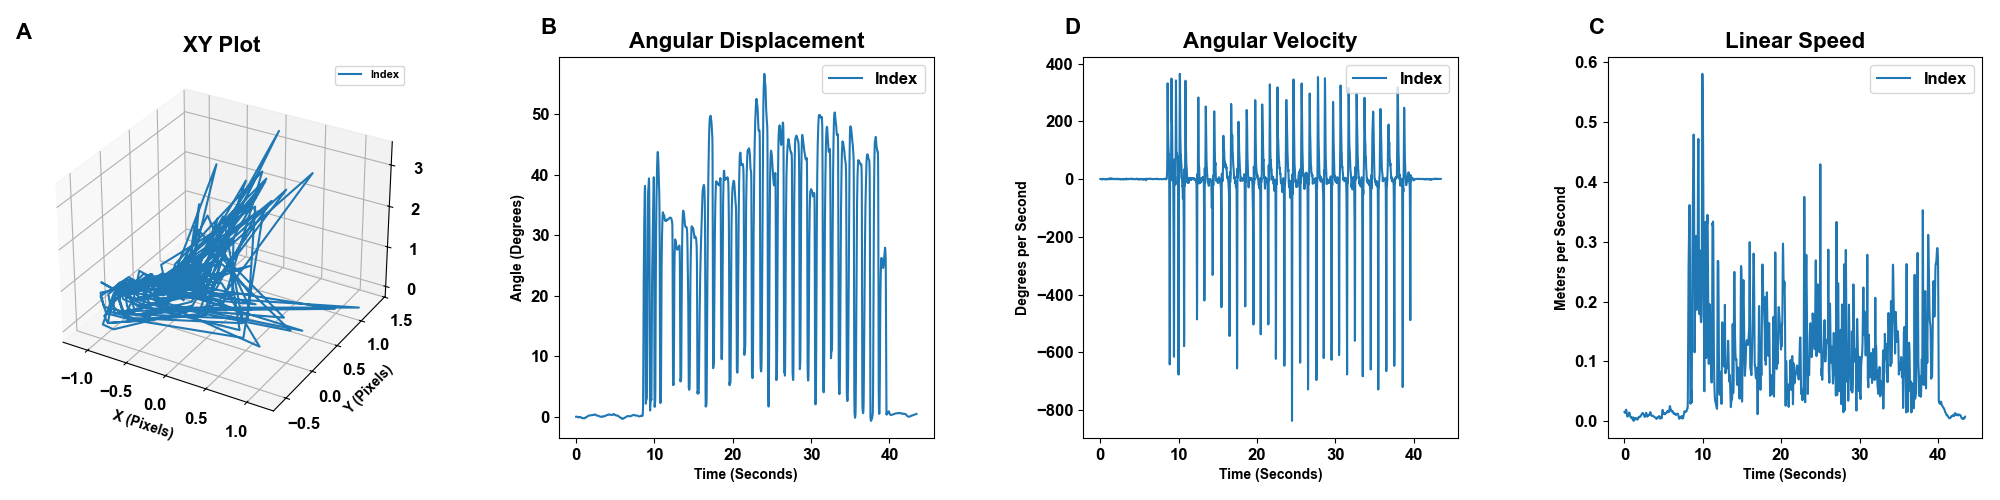 A
XY Plot
Index
3
2
1
0
−1.0
−0.5
0.0
0.5
1.0
X (Pixels)
−0.5
0.0
0.5
1.0
1.5
Y (Pixels)
B
Angular Displacement
Index
50
40
30
20
10
0
Angle (Degrees)
0 10 20 30 40
Time (Seconds)
D
Angular Velocity
Index
400
200
0
−200
−400
−600
−800
Degrees per Second
0 10 20 30 40
Time (Seconds)
C
Linear Speed
Index
0.6
0.5
0.4
0.3
0.2
0.1
0.0
Meters per Second
0 10 20 30 40
Time (Seconds)